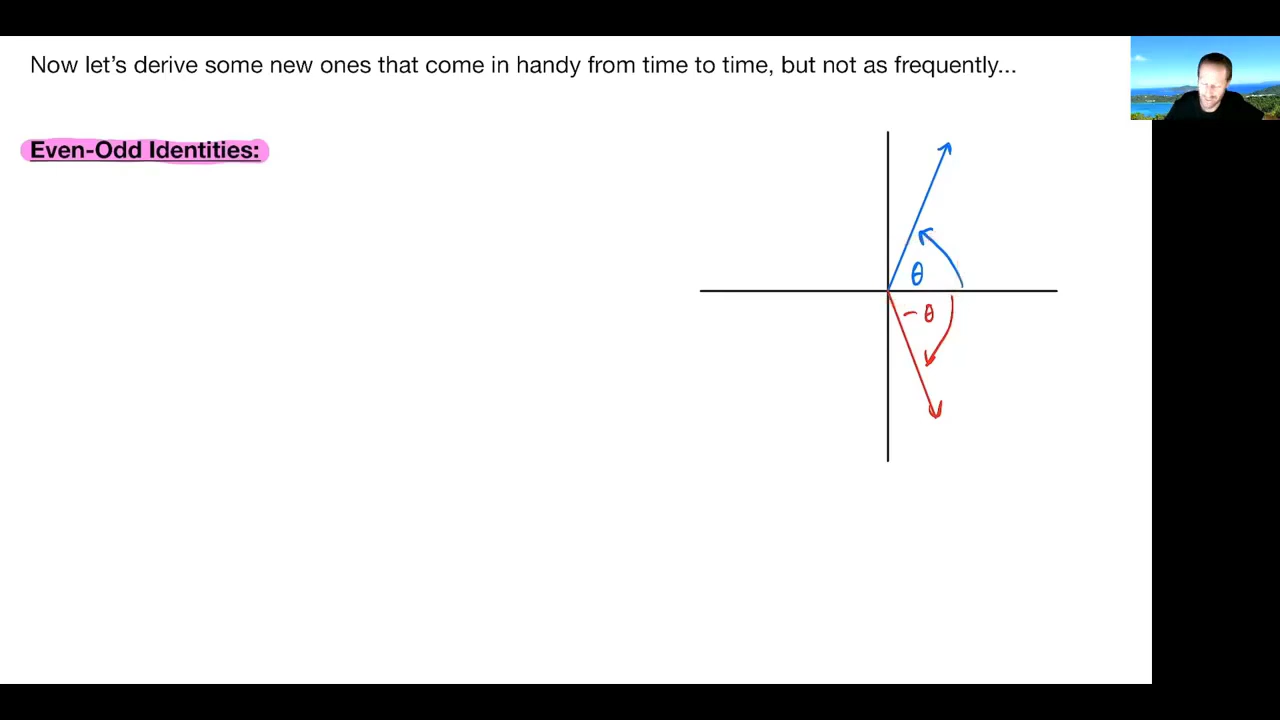 Now let's derive some new ones that come in handy from time to time, but not as frequently...
Even-Odd Identities:
θ
-θ